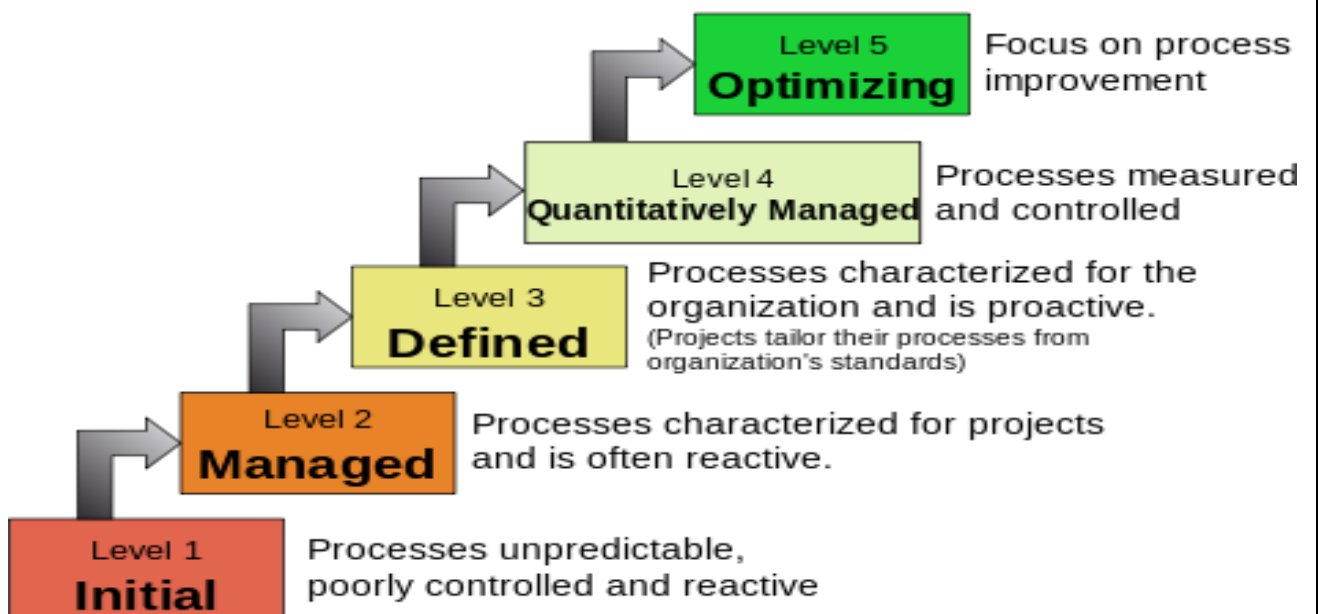 Level 5
Optimizing
Focus on process
improvement
Level 4
Quantitatively Managed
Processes measured
and controlled
Level 3
Defined
Processes characterized for the
organization and is proactive.
(Projects tailor their processes from
organization's standards)
Level 2
Managed
Processes characterized for projects
and is often reactive.
Level 1
Initial
Processes unpredictable,
poorly controlled and reactive